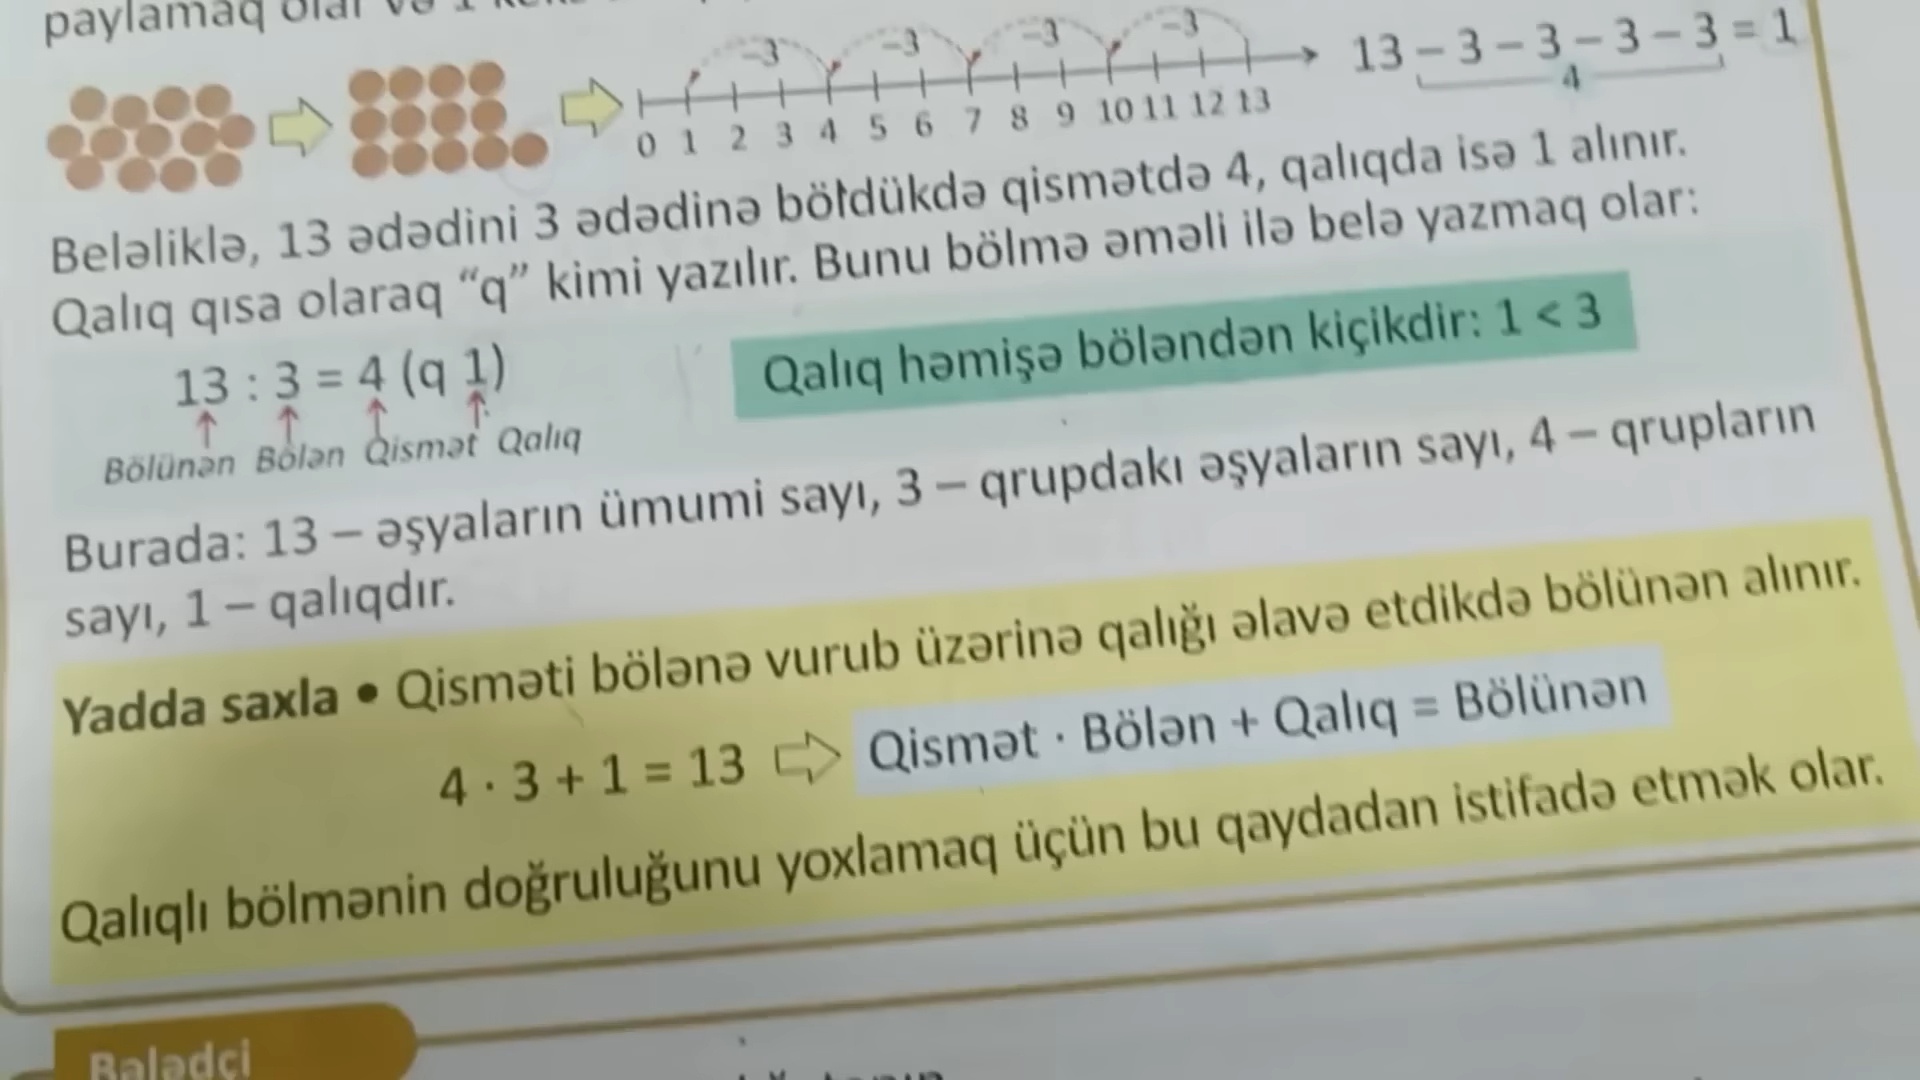 paylamaq olar və 1
-3 -3 -3 -3
13 – 3 – 3 – 3 – 3 = 1
4
0 1 2 3 4 5 6 7 8 9 10 11 12 13
Beləliklə, 13 ədədini 3 ədədinə böldükdə qismətdə 4, qalıqda isə 1 alınır.
Qalıq qısa olaraq “q” kimi yazılır. Bunu bölmə əməli ilə belə yazmaq olar:
13 : 3 = 4 (q 1)
Bölünən Bölən Qismət Qalıq
Qalıq həmişə böləndən kiçikdir: 1 < 3
Burada: 13 – əşyaların ümumi sayı, 3 – qrupdakı əşyaların sayı, 4 – qrupların
sayı, 1 – qalıqdır.
Yadda saxla • Qisməti bölənə vurub üzərinə qalığı əlavə etdikdə bölünən alınır.
4 · 3 + 1 = 13 Qismət · Bölən + Qalıq = Bölünən
Qalıqlı bölmənin doğruluğunu yoxlamaq üçün bu qaydadan istifadə etmək olar.
Bələdçi